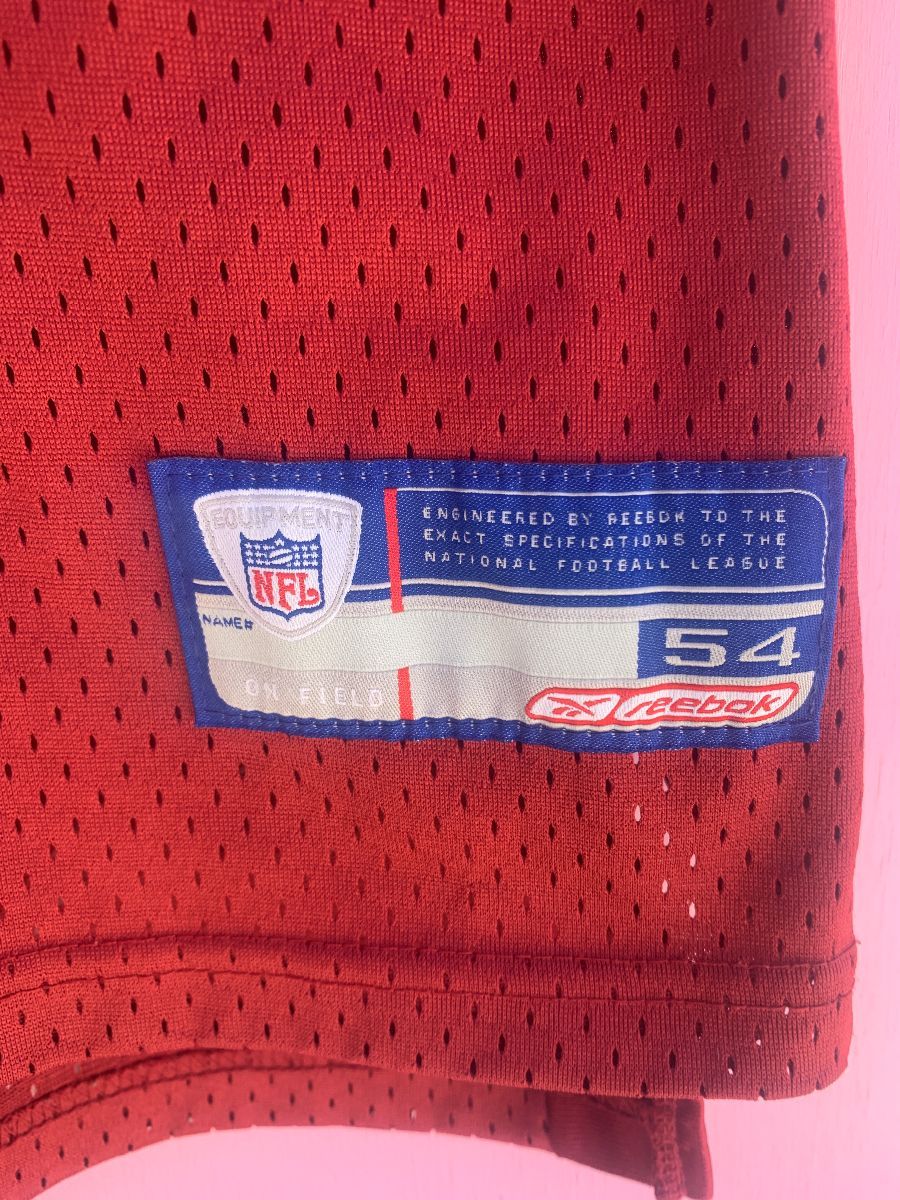 EQUIPMENT
NFL
ENGINEERED BY REEBOK TO THE
EXACT SPECIFICATIONS OF THE
NATIONAL FOOTBALL LEAGUE
NAME#
54
ON FIELD
Reebok